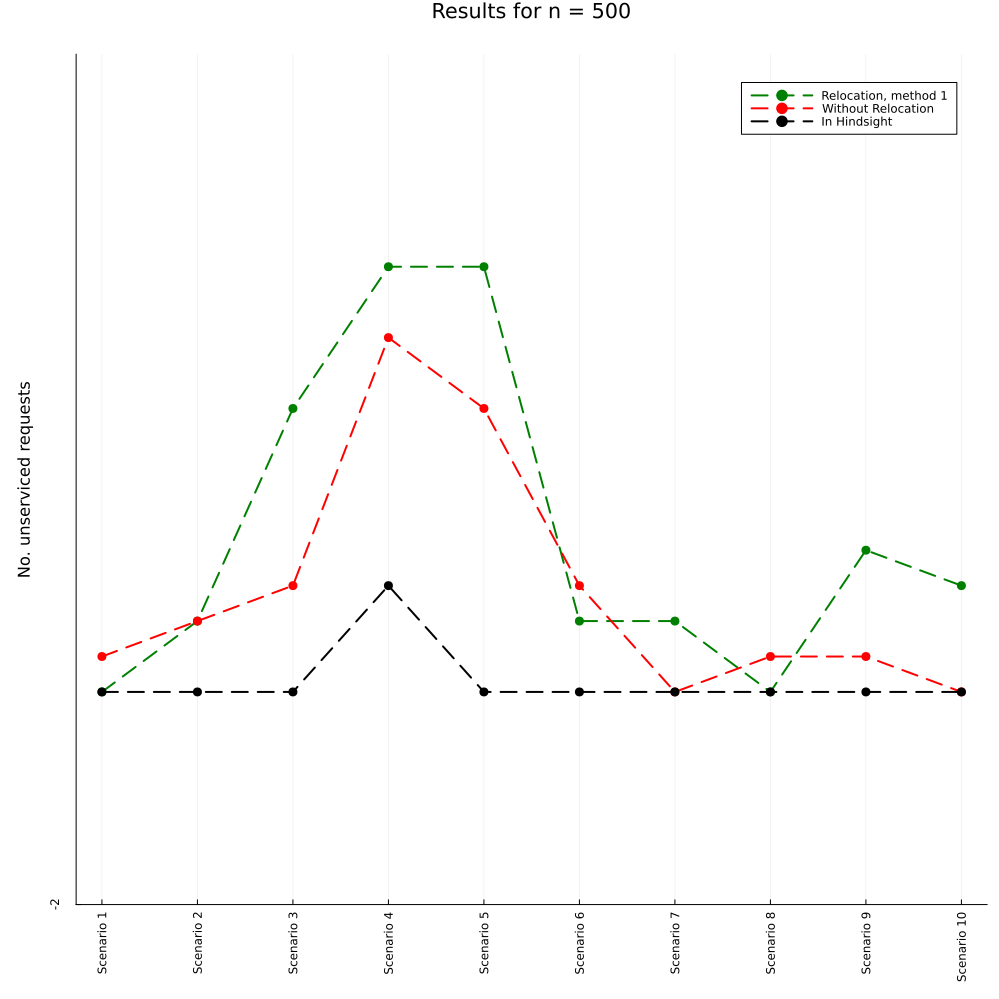 Results for n = 500
Relocation, method 1
Without Relocation
In Hindsight
No. unserviced requests
-2
Scenario 1
Scenario 2
Scenario 3
Scenario 4
Scenario 5
Scenario 6
Scenario 7
Scenario 8
Scenario 9
Scenario 10